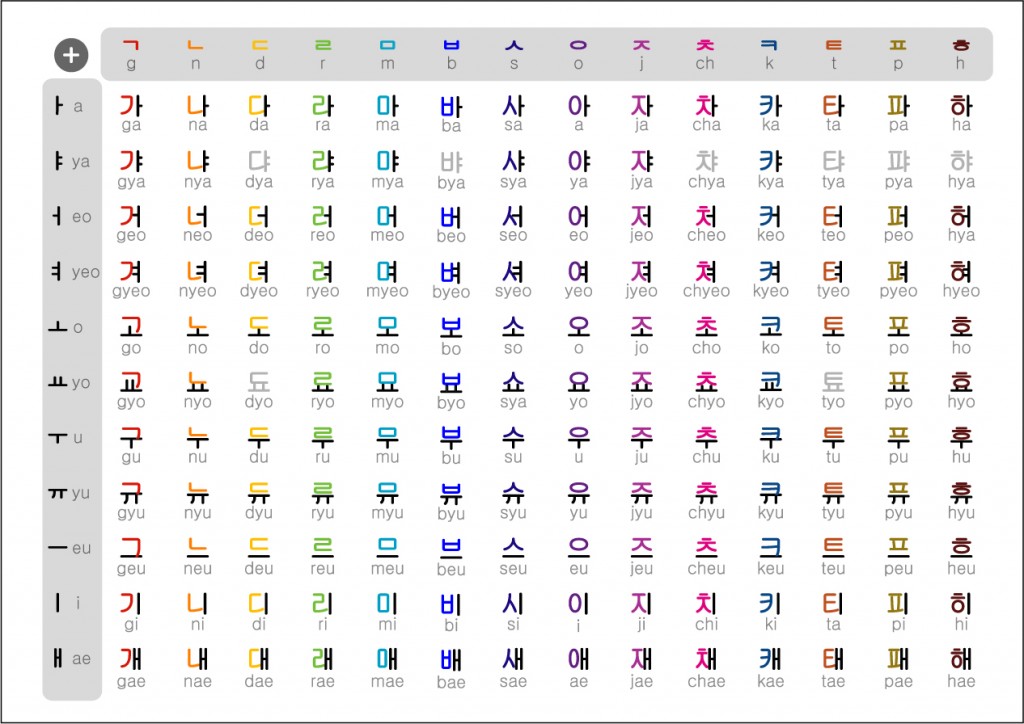 + ㄱ ㄴ ㄷ ㄹ ㅁ ㅂ ㅅ ㅇ ㅈ ㅊ ㅋ ㅌ ㅍ ㅎ
g n d r m b s o j ch k t p h
ㅏ a 가 나 다 라 마 바 사 아 자 차 카 타 파 하
ga na da ra ma ba sa a ja cha ka ta pa ha
ㅑ ya 갸 냐 댜 랴 먀 뱌 샤 야 쟈 챠 캬 탸 퍄 햐
gya nya dya rya mya bya sya ya jya chya kya tya pya hya
ㅓ eo 거 너 더 러 머 버 서 어 저 처 커 터 퍼 허
geo neo deo reo meo beo seo eo jeo cheo keo teo peo hya
ㅕ yeo 겨 녀 뎌 려 며 벼 셔 여 져 쳐 켜 텨 펴 혀
gyeo nyeo dyeo ryeo myeo byeo syeo yeo jyeo chyeo kyeo tyeo pyeo hyeo
ㅗ o 고 노 도 로 모 보 소 오 조 초 코 토 포 호
go no do ro mo bo so o jo cho ko to po ho
ㅛ yo 교 뇨 됴 료 묘 뵤 쇼 요 죠 쵸 쿄 툐 표 효
gyo nyo dyo ryo myo byo sya yo jyo chyo kyo tyo pyo hyo
ㅜ u 구 누 두 루 무 부 수 우 주 추 쿠 투 푸 후
gu nu du ru mu bu su u ju chu ku tu pu hu
ㅠ yu 규 뉴 듀 류 뮤 뷰 슈 유 쥬 츄 큐 튜 퓨 휴
gyu nyu dyu ryu myu byu syu yu jyu chyu kyu tyu pyu hyu
ㅡ eu 그 느 드 르 므 브 스 으 즈 츠 크 트 프 흐
geu neu deu reu meu beu seu eu jeu cheu keu teu peu heu
ㅣ i 기 니 디 리 미 비 시 이 지 치 키 티 피 히
gi ni di ri mi bi si i ji chi ki ta pi hi
ㅐ ae 개 내 대 래 매 배 새 애 재 채 캐 태 패 해
gae nae dae rae mae bae sae ae jae chae kae tae pae hae